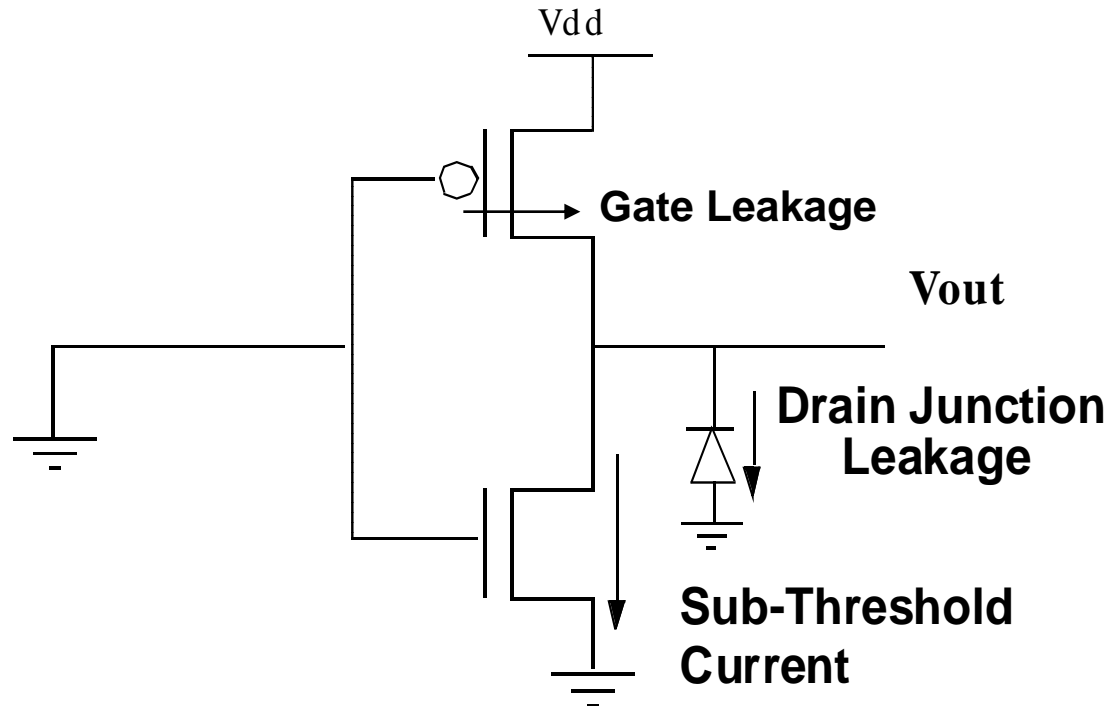 Vdd
Gate Leakage
Vout
Drain Junction
Leakage
Sub-Threshold
Current